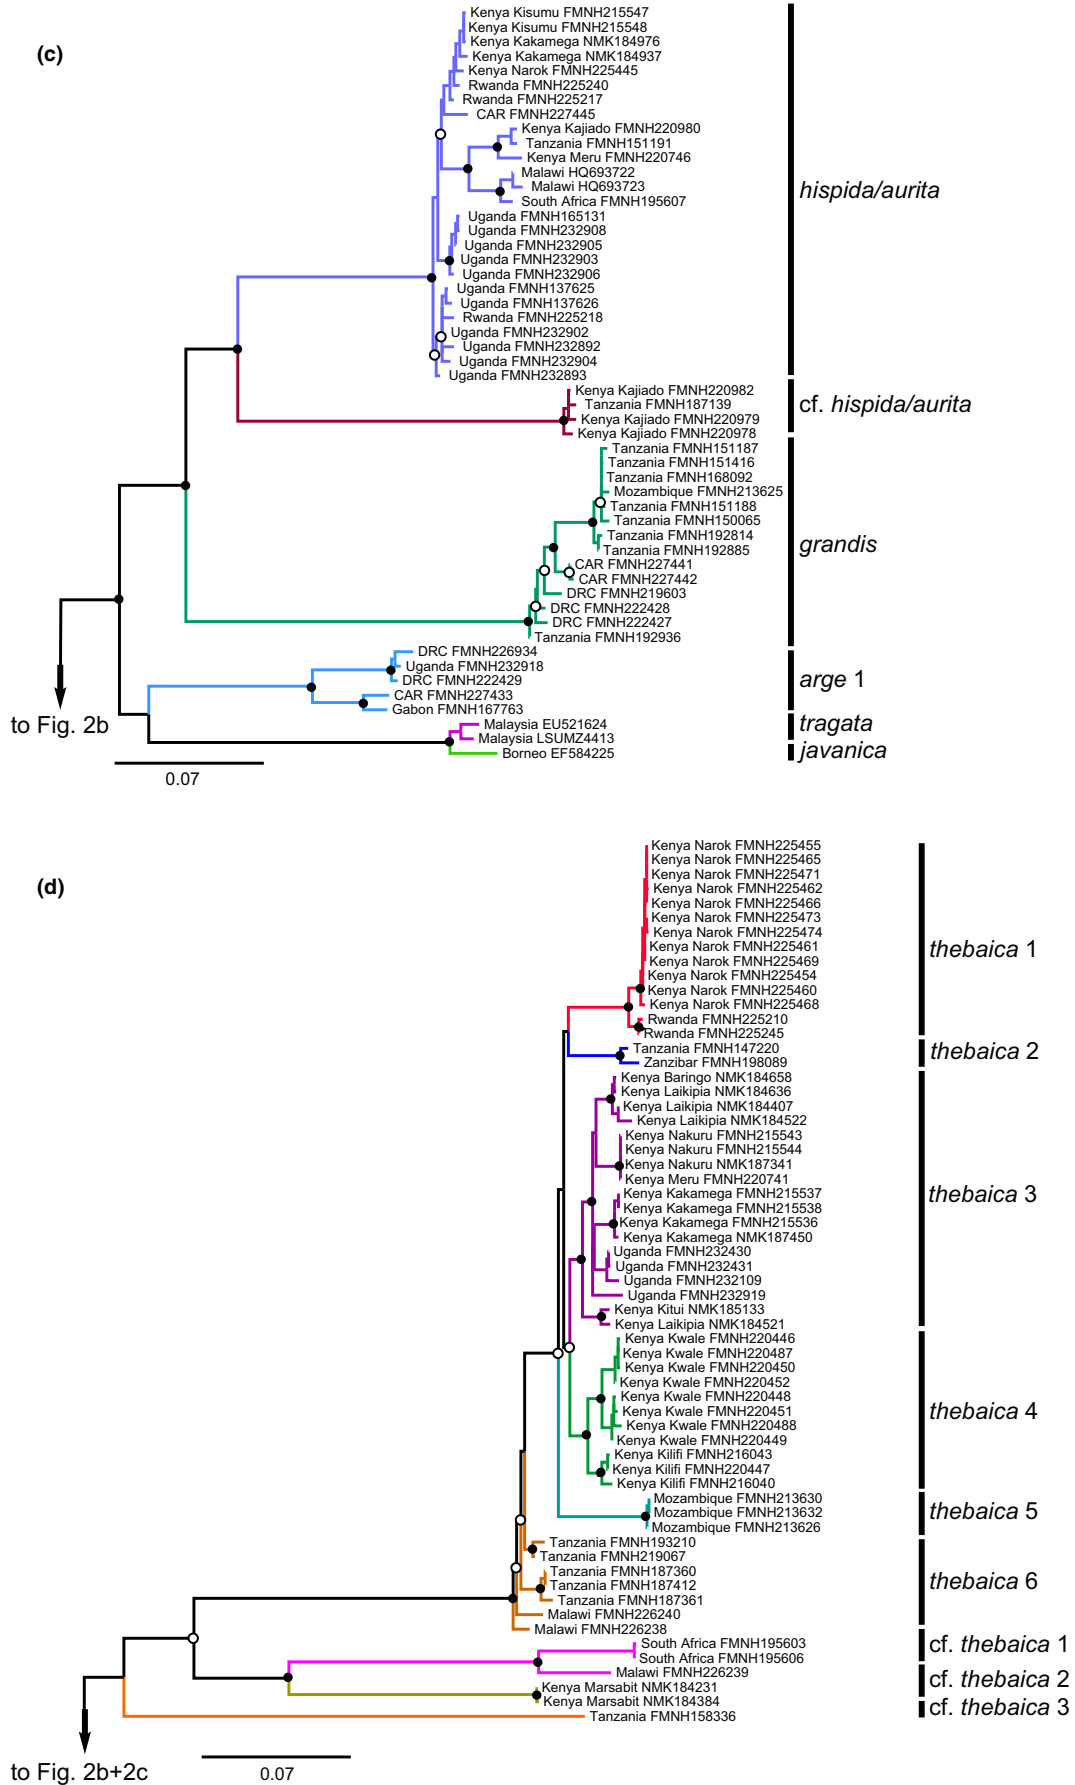 (c)
Kenya Kisumu FMNH215547
Kenya Kisumu FMNH215548
Kenya Kakamega NMK184976
Kenya Kakamega NMK184937
Kenya Narok FMNH225445
Rwanda FMNH225240
Rwanda FMNH225217
CAR FMNH227445
Kenya Kajiado FMNH220980
Tanzania FMNH151191
Kenya Meru FMNH220746
Malawi HQ693722
Malawi HQ693723
South Africa FMNH195607
Uganda FMNH165131
Uganda FMNH232908
Uganda FMNH232905
Uganda FMNH232903
Uganda FMNH232906
Uganda FMNH137625
Uganda FMNH137626
Rwanda FMNH225218
Uganda FMNH232902
Uganda FMNH232892
Uganda FMNH232904
Uganda FMNH232893
hispida/aurita
Kenya Kajiado FMNH220982
Tanzania FMNH187139
Kenya Kajiado FMNH220979
Kenya Kajiado FMNH220978
cf. hispida/aurita
Tanzania FMNH151187
Tanzania FMNH151416
Tanzania FMNH168092
Mozambique FMNH213625
Tanzania FMNH151188
Tanzania FMNH150065
Tanzania FMNH192814
Tanzania FMNH192885
CAR FMNH227441
CAR FMNH227442
DRC FMNH219603
DRC FMNH222428
DRC FMNH222427
Tanzania FMNH192936
grandis
DRC FMNH226934
Uganda FMNH232918
DRC FMNH222429
CAR FMNH227433
Gabon FMNH167763
arge 1
Malaysia EU521624
Malaysia LSUMZ4413
tragata
Borneo EF584225
javanica
to Fig. 2b
0.07
(d)
Kenya Narok FMNH225455
Kenya Narok FMNH225465
Kenya Narok FMNH225471
Kenya Narok FMNH225462
Kenya Narok FMNH225466
Kenya Narok FMNH225473
Kenya Narok FMNH225474
Kenya Narok FMNH225461
Kenya Narok FMNH225469
Kenya Narok FMNH225454
Kenya Narok FMNH225460
Kenya Narok FMNH225468
Rwanda FMNH225210
Rwanda FMNH225245
thebaica 1
Tanzania FMNH147220
Zanzibar FMNH198089
thebaica 2
Kenya Baringo NMK184658
Kenya Laikipia NMK184636
Kenya Laikipia NMK184407
Kenya Laikipia NMK184522
Kenya Nakuru FMNH215543
Kenya Nakuru FMNH215544
Kenya Nakuru NMK187341
Kenya Meru FMNH220741
Kenya Kakamega FMNH215537
Kenya Kakamega FMNH215538
Kenya Kakamega FMNH215536
Kenya Kakamega NMK187450
Uganda FMNH232430
Uganda FMNH232431
Uganda FMNH232109
Uganda FMNH232919
Kenya Kitui NMK185133
Kenya Laikipia NMK184521
thebaica 3
Kenya Kwale FMNH220446
Kenya Kwale FMNH220487
Kenya Kwale FMNH220450
Kenya Kwale FMNH220452
Kenya Kwale FMNH220448
Kenya Kwale FMNH220451
Kenya Kwale FMNH220488
Kenya Kwale FMNH220449
Kenya Kilifi FMNH216043
Kenya Kilifi FMNH220447
Kenya Kilifi FMNH216040
thebaica 4
Mozambique FMNH213630
Mozambique FMNH213632
Mozambique FMNH213626
thebaica 5
Tanzania FMNH193210
Tanzania FMNH219067
Tanzania FMNH187360
Tanzania FMNH187412
Tanzania FMNH187361
Malawi FMNH226240
Malawi FMNH226238
thebaica 6
South Africa FMNH195603
South Africa FMNH195606
Malawi FMNH226239
cf. thebaica 1
Kenya Marsabit NMK184231
Kenya Marsabit NMK184384
cf. thebaica 2
Tanzania FMNH158336
cf. thebaica 3
to Fig. 2b+2c
0.07